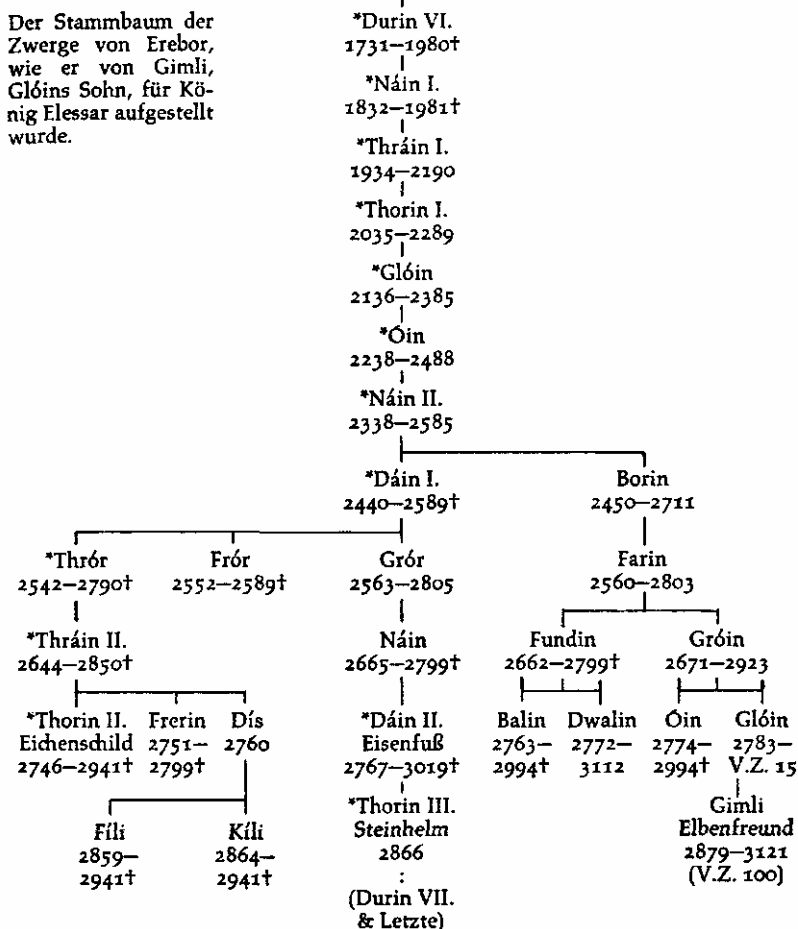 Der Stammbaum der
Zwerge von Erebor,
wie er von Gimli,
Glóins Sohn, für Kö-
nig Elessar aufgestellt
wurde.
*Durin VI.
1731–1980†
*Náin I.
1832–1981†
*Thráin I.
1934–2190
*Thorin I.
2035–2289
*Glóin
2136–2385
*Óin
2238–2488
*Náin II.
2338–2585
*Dáin I. Borin
2440–2589† 2450–2711
*Thrór Frór Grór Farin
2542–2790† 2552–2589† 2563–2805 2560–2803
*Thráin II. Náin Fundin Gróin
2644–2850† 2665–2799† 2662–2799† 2671–2923
*Thorin II. Frerin Dís *Dáin II. Balin Dwalin Óin Glóin
Eichenschild 2751– 2760 Eisenfuß 2763– 2772– 2774– 2783–
2746–2941† 2799† 2767–3019† 2994† 3112 2994† V.Z. 15
Fíli Kíli *Thorin III. Gimli
2859– 2864– Steinhelm Elbenfreund
2941† 2941† 2866 2879–3121
: (V.Z. 100)
(Durin VII.
& Letzte)